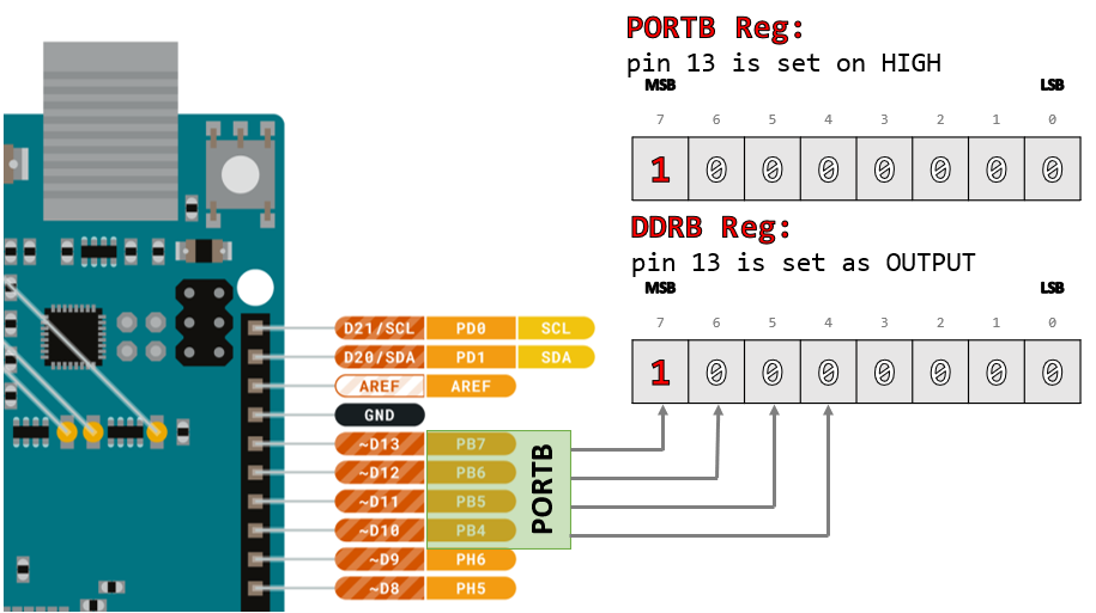 PORTB Reg:
pin 13 is set on HIGH
MSB LSB
7 6 5 4 3 2 1 0
1 0 0 0 0 0 0 0
DDRB Reg:
pin 13 is set as OUTPUT
MSB LSB
7 6 5 4 3 2 1 0
1 0 0 0 0 0 0 0
D21/SCL PD0 SCL
D20/SDA PD1 SDA
AREF AREF
GND
~D13 PB7
~D12 PB6
~D11 PB5
~D10 PB4
PORTB
~D9 PH6
~D8 PH5